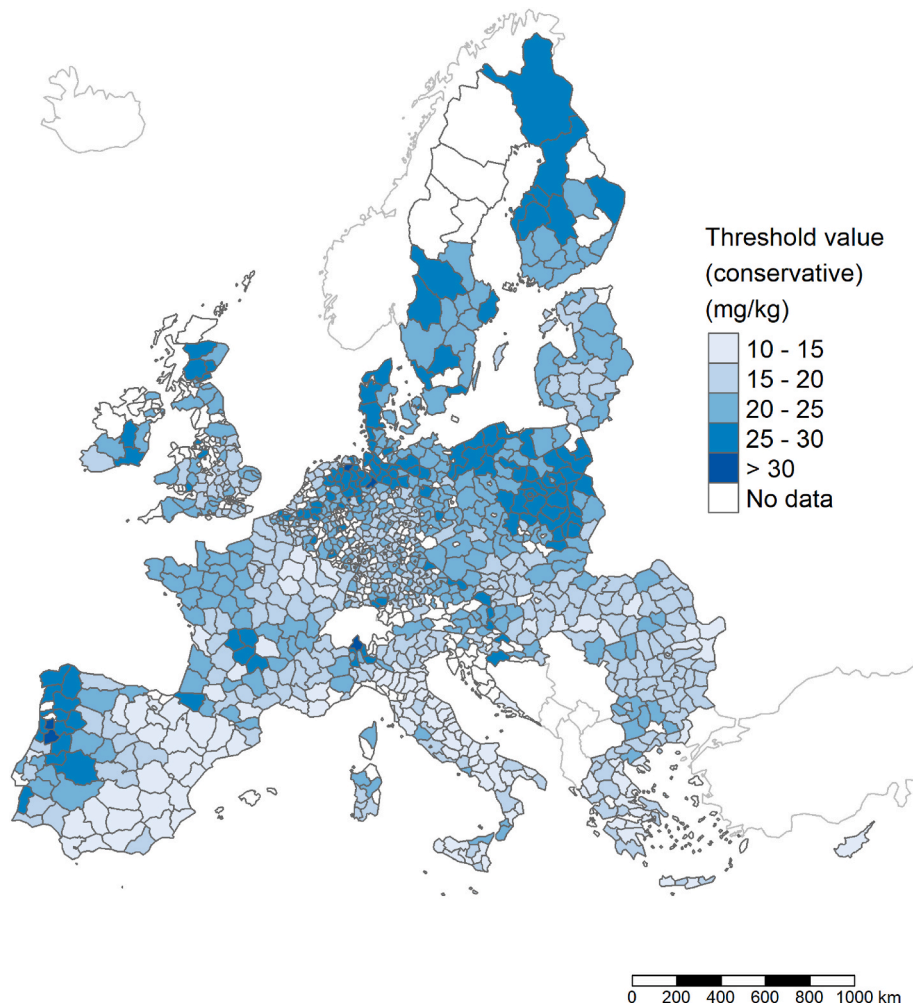 Threshold value
(conservative)
(mg/kg)
10 - 15
15 - 20
20 - 25
25 - 30
> 30
No data
0 200 400 600 800 1000 km